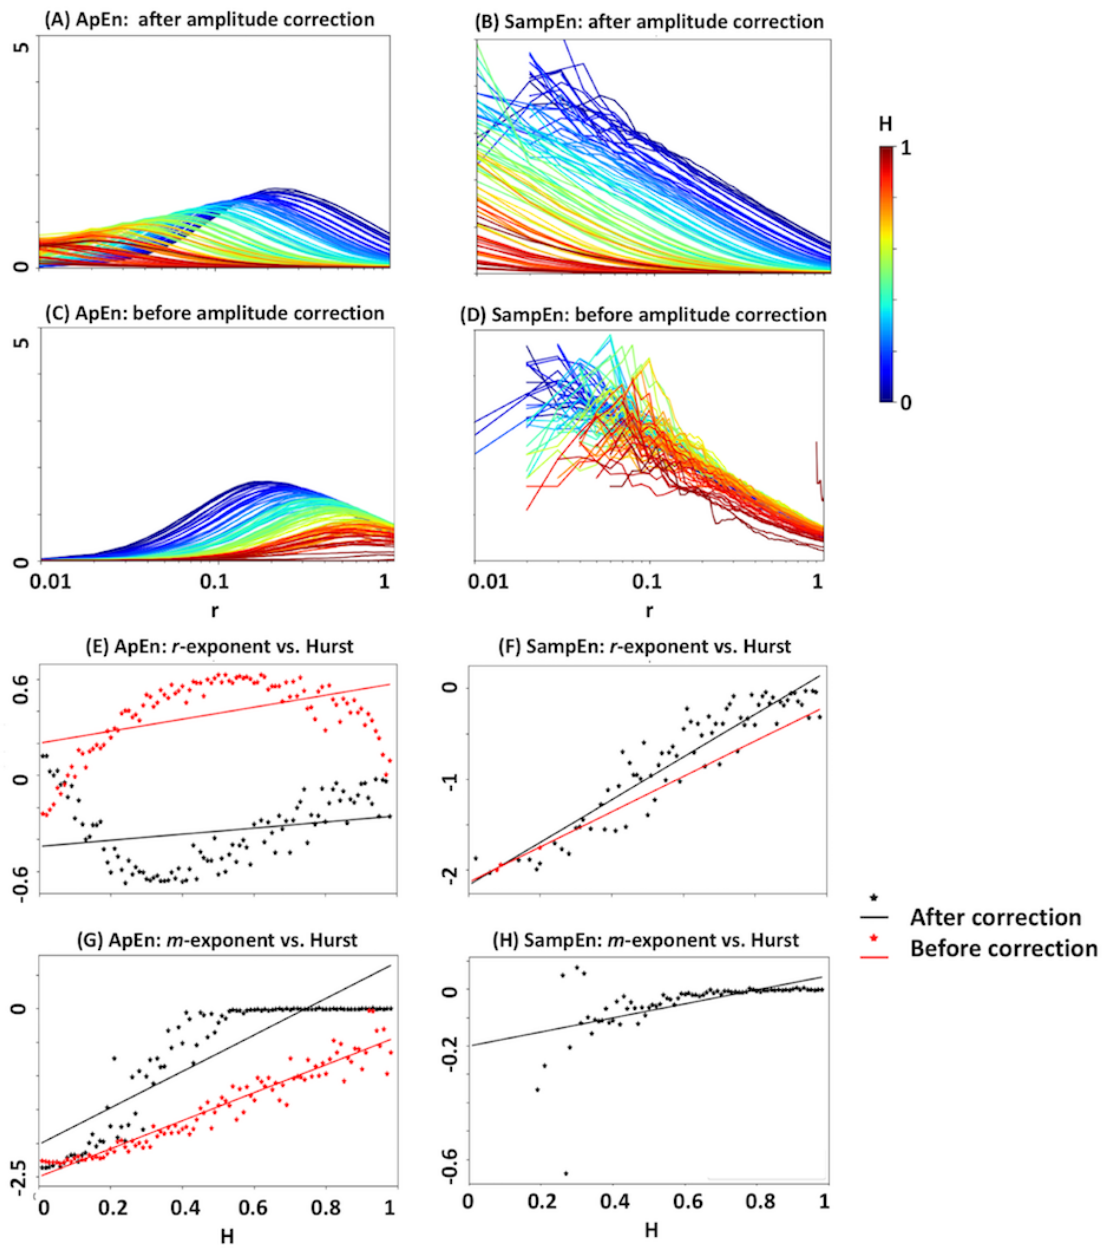 (A) ApEn: after amplitude correction
(B) SampEn: after amplitude correction
5
0
H
1
0
(C) ApEn: before amplitude correction
(D) SampEn: before amplitude correction
5
0
0.01 0.1 1
r
0.01 0.1 1
r
(E) ApEn: r-exponent vs. Hurst
(F) SampEn: r-exponent vs. Hurst
0.6
0
-0.6
0
-1
-2
After correction
Before correction
(G) ApEn: m-exponent vs. Hurst
(H) SampEn: m-exponent vs. Hurst
0
-2.5
0
-0.2
-0.6
0 0.2 0.4 0.6 0.8 1
H
0 0.2 0.4 0.6 0.8 1
H